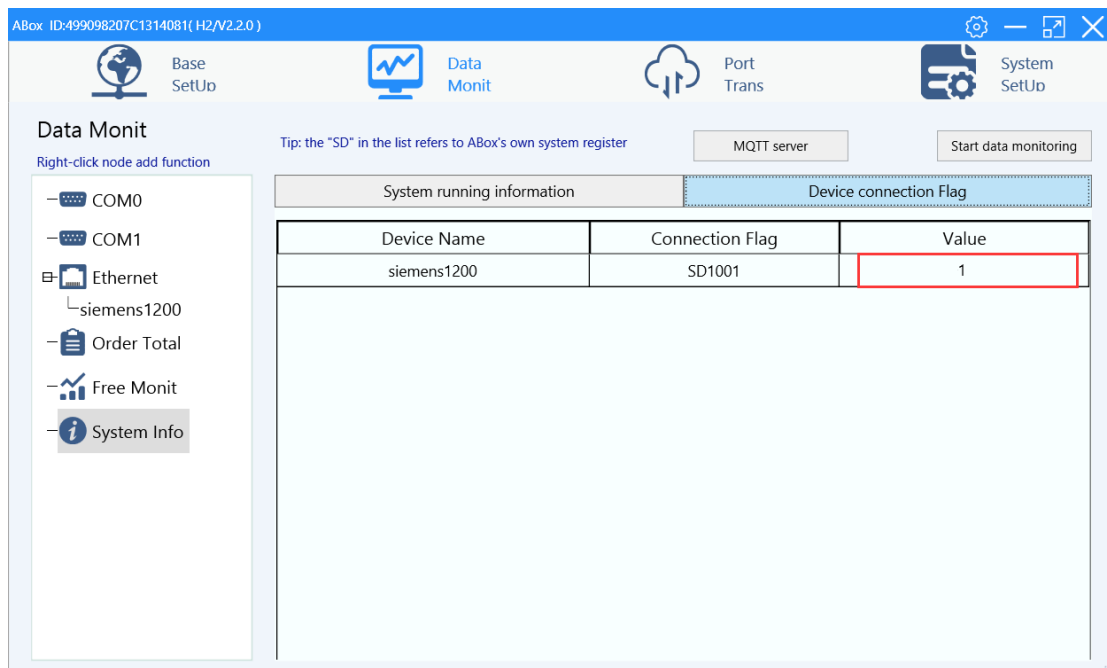 ABox ID:499098207C1314081( H2/V2.2.0 )
Base
SetUp
Data
Monit
Port
Trans
System
SetUp
Data Monit
Right-click node add function
Tip: the "SD" in the list refers to ABox's own system register
MQTT server
Start data monitoring
COM0
COM1
Ethernet
siemens1200
Order Total
Free Monit
System Info
System running information
Device connection Flag
Device Name Connection Flag Value
siemens1200 SD1001 1